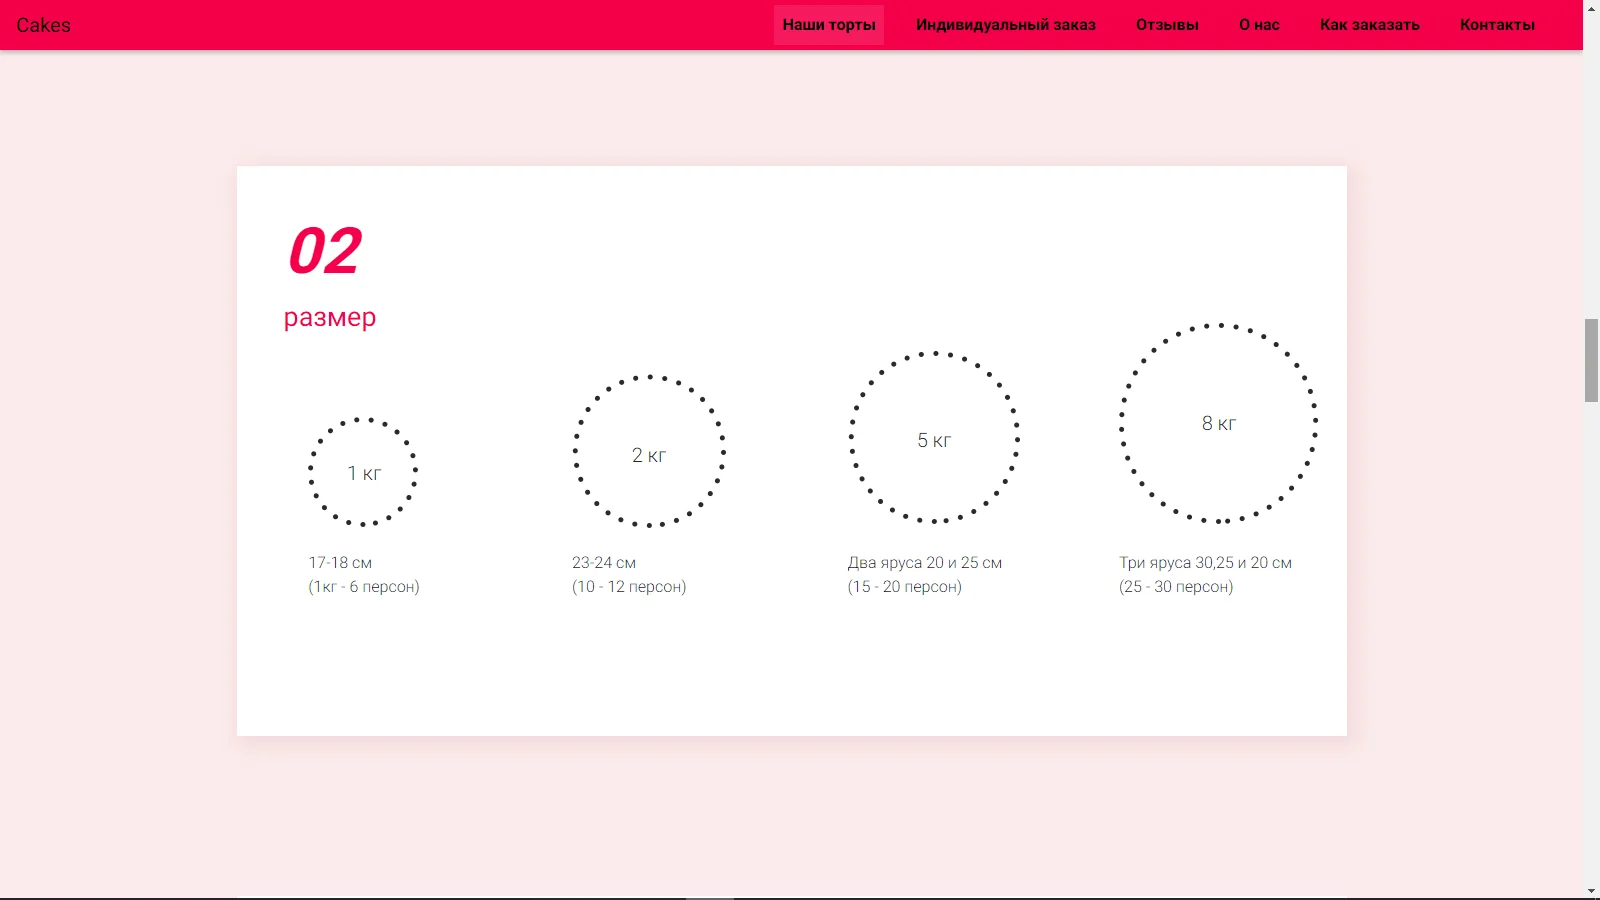 Cakes
Наши торты
Индивидуальный заказ
Отзывы
О нас
Как заказать
Контакты
02
размер
1 кг
2 кг
5 кг
8 кг
17-18 см
(1кг - 6 персон)
23-24 см
(10 - 12 персон)
Два яруса 20 и 25 см
(15 - 20 персон)
Три яруса 30,25 и 20 см
(25 - 30 персон)